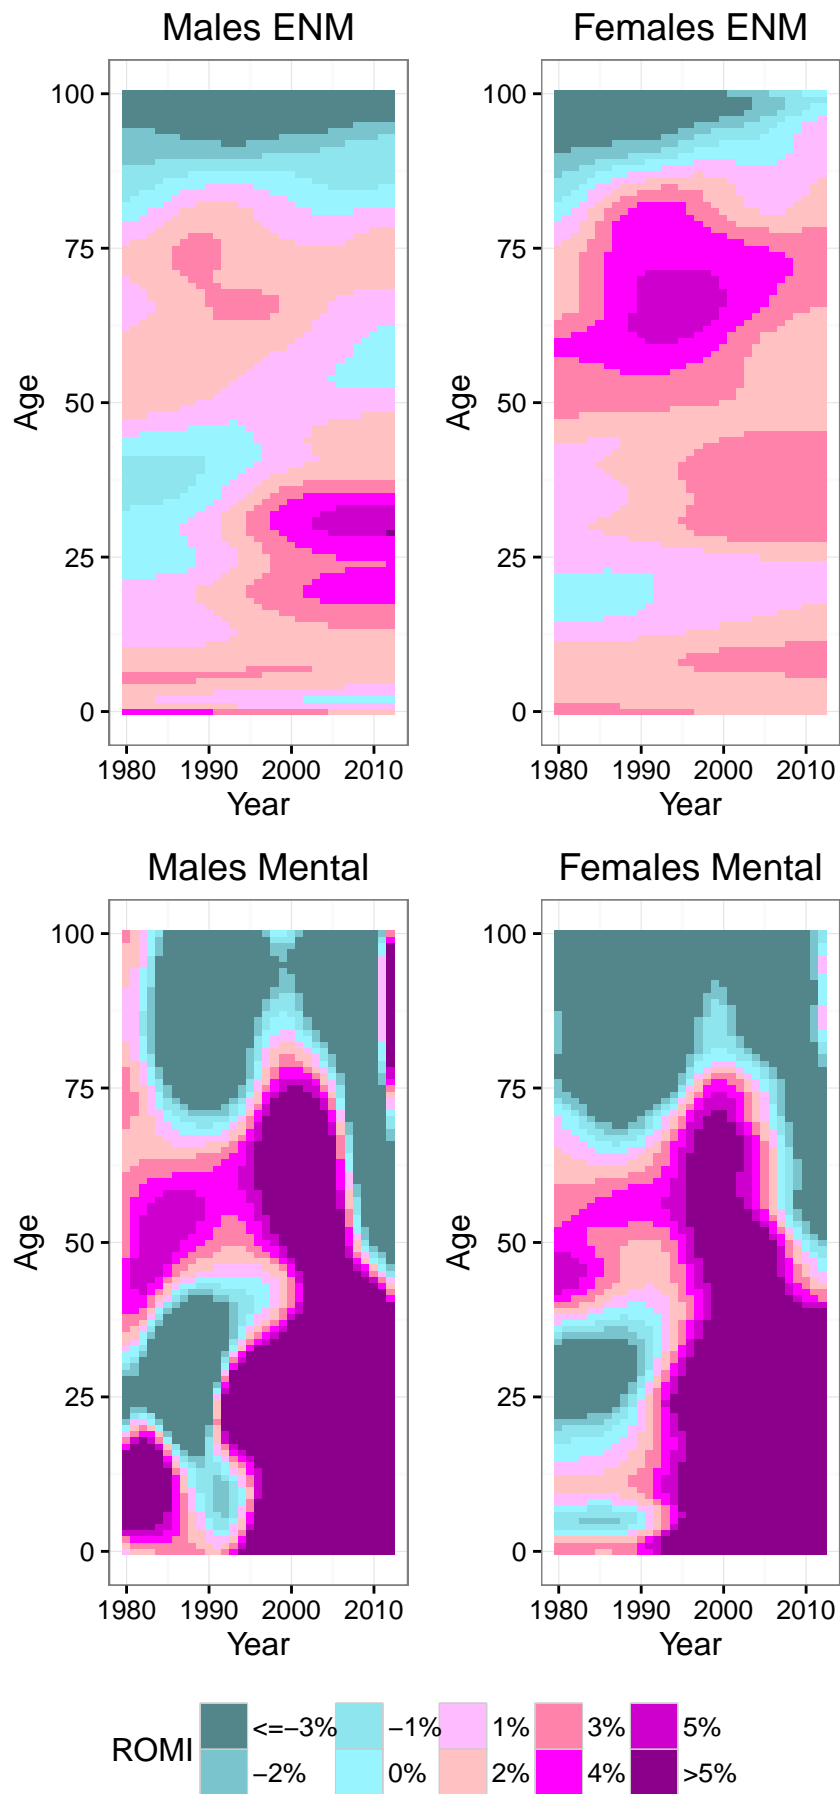 Males ENM
Females ENM
100
75
50
25
0
Age
1980 1990 2000 2010
Year
100
75
50
25
0
Age
1980 1990 2000 2010
Year
Males Mental
Females Mental
100
75
50
25
0
Age
1980 1990 2000 2010
Year
100
75
50
25
0
Age
1980 1990 2000 2010
Year
ROMI
<=−3% −1% 1% 3% 5%
−2% 0% 2% 4% >5%